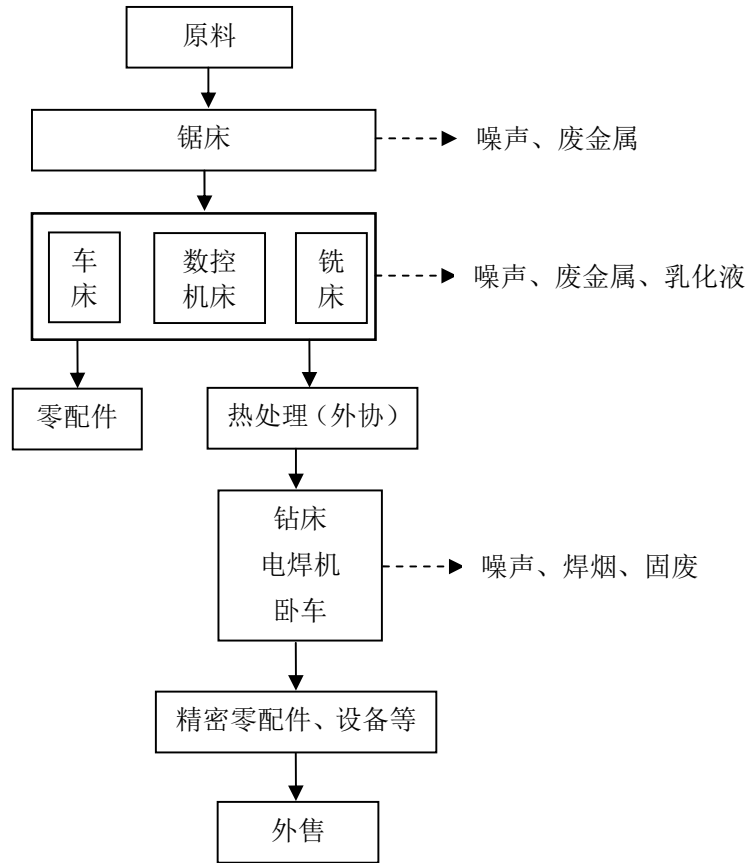 原料
锯床
噪声、废金属
车
床
数控
机床
铣
床
噪声、废金属、乳化液
零配件
热处理（外协）
钻床
电焊机
卧车
噪声、焊烟、固废
精密零配件、设备等
外售